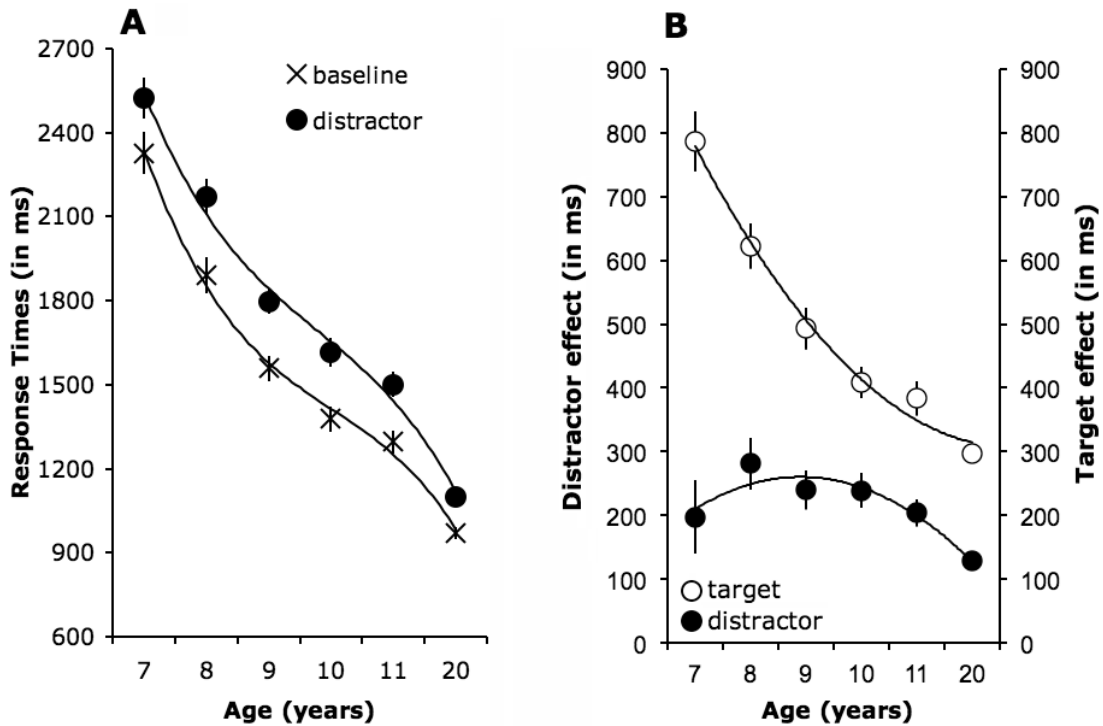 A
2700
2400
2100
1800
1500
1200
900
600
Response Times (in ms)
baseline
distractor
7 8 9 10 11 20
Age (years)
B
900
800
700
600
500
400
300
200
100
0
Distractor effect (in ms)
target
distractor
900
800
700
600
500
400
300
200
100
0
Target effect (in ms)
7 8 9 10 11 20
Age (years)